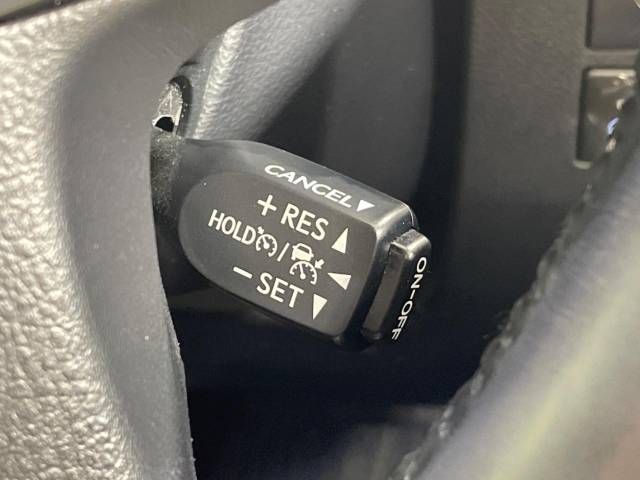 CANCEL▼
+ RES ▲
HOLD /
− SET ▼
ON-OFF